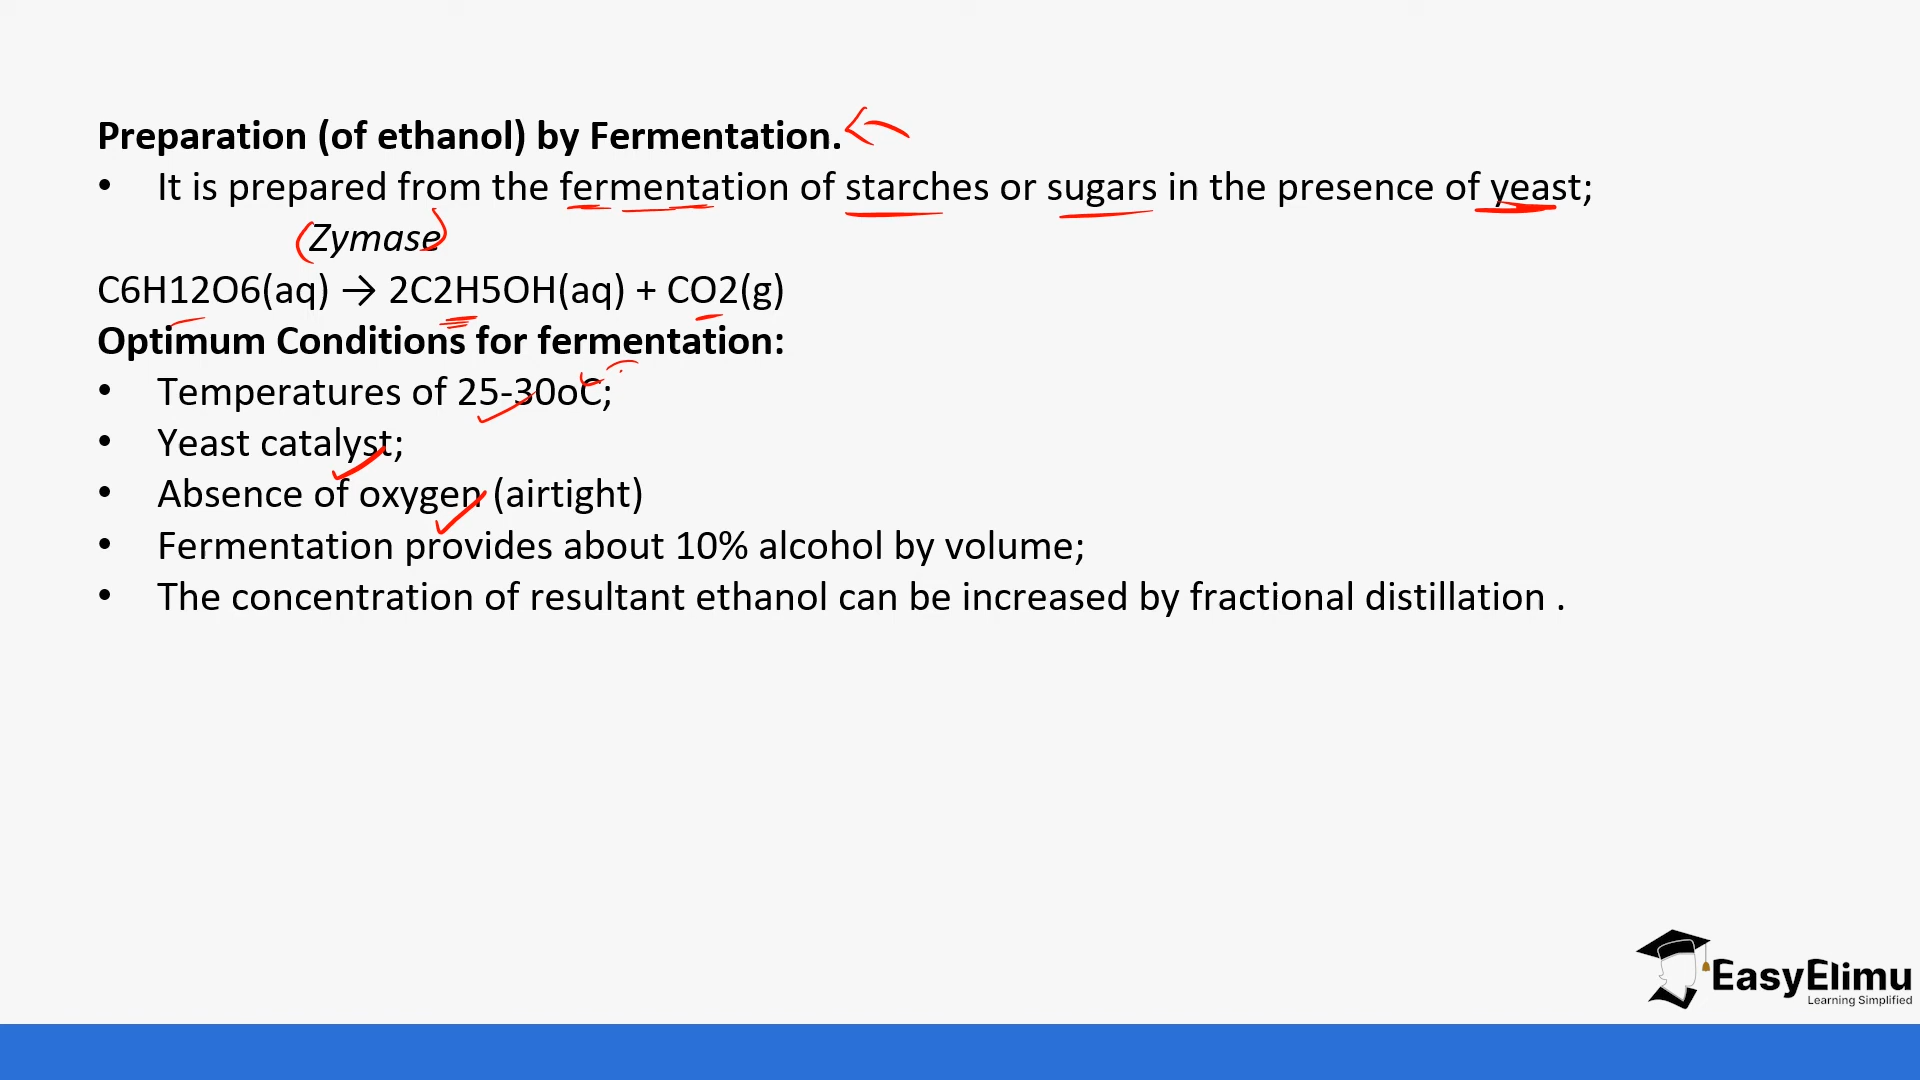 Preparation (of ethanol) by Fermentation.
• It is prepared from the fermentation of starches or sugars in the presence of yeast;
(Zymase)
C6H12O6(aq) → 2C2H5OH(aq) + CO2(g)
Optimum Conditions for fermentation:
• Temperatures of 25-30oC;
• Yeast catalyst;
• Absence of oxygen (airtight)
• Fermentation provides about 10% alcohol by volume;
• The concentration of resultant ethanol can be increased by fractional distillation .
EasyElimu
Learning Simplified